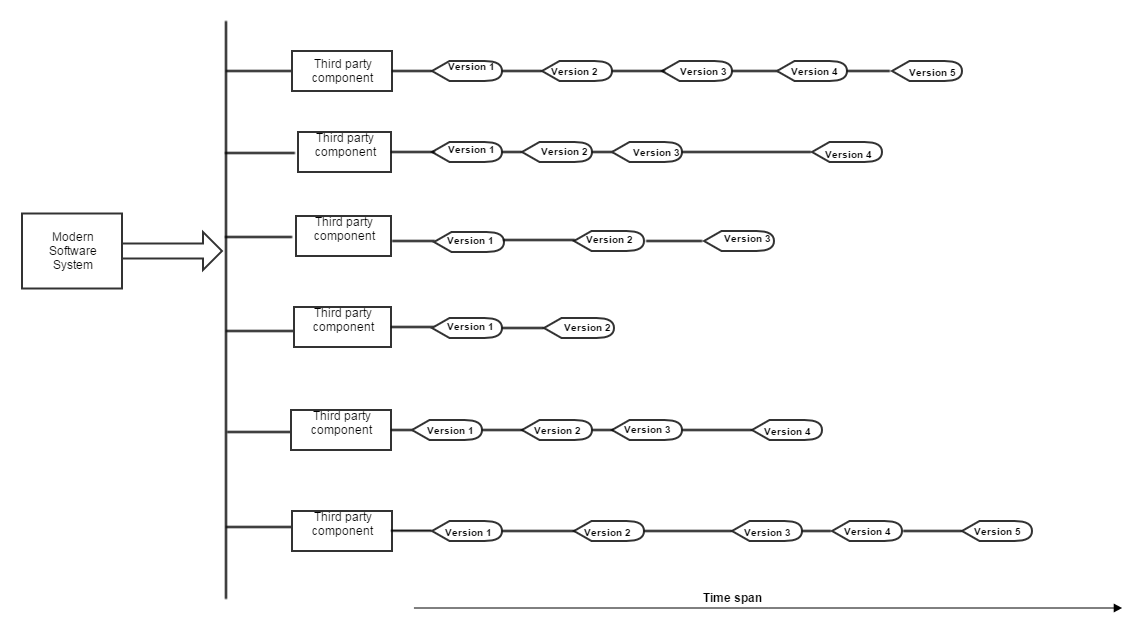 Third party
component
Version 1
Version 2
Version 3
Version 4
Version 5
Third party
component
Version 1
Version 2
Version 3
Version 4
Modern
Software
System
Third party
component
Version 1
Version 2
Version 3
Third party
component
Version 1
Version 2
Third party
component
Version 1
Version 2
Version 3
Version 4
Third party
component
Version 1
Version 2
Version 3
Version 4
Version 5
Time span